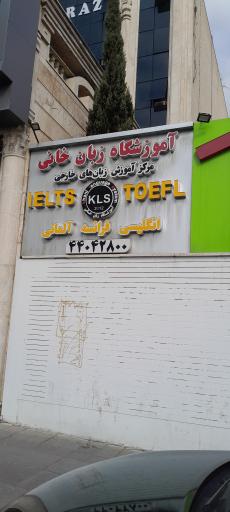 RAZ
آموزشگاه زبان خانی
مرکز آموزش زبان‌های خارجی
IELTS KLS TOEFL
انگلیسی فرانسه آلمانی
۴۴۰۴۲۸۰۰